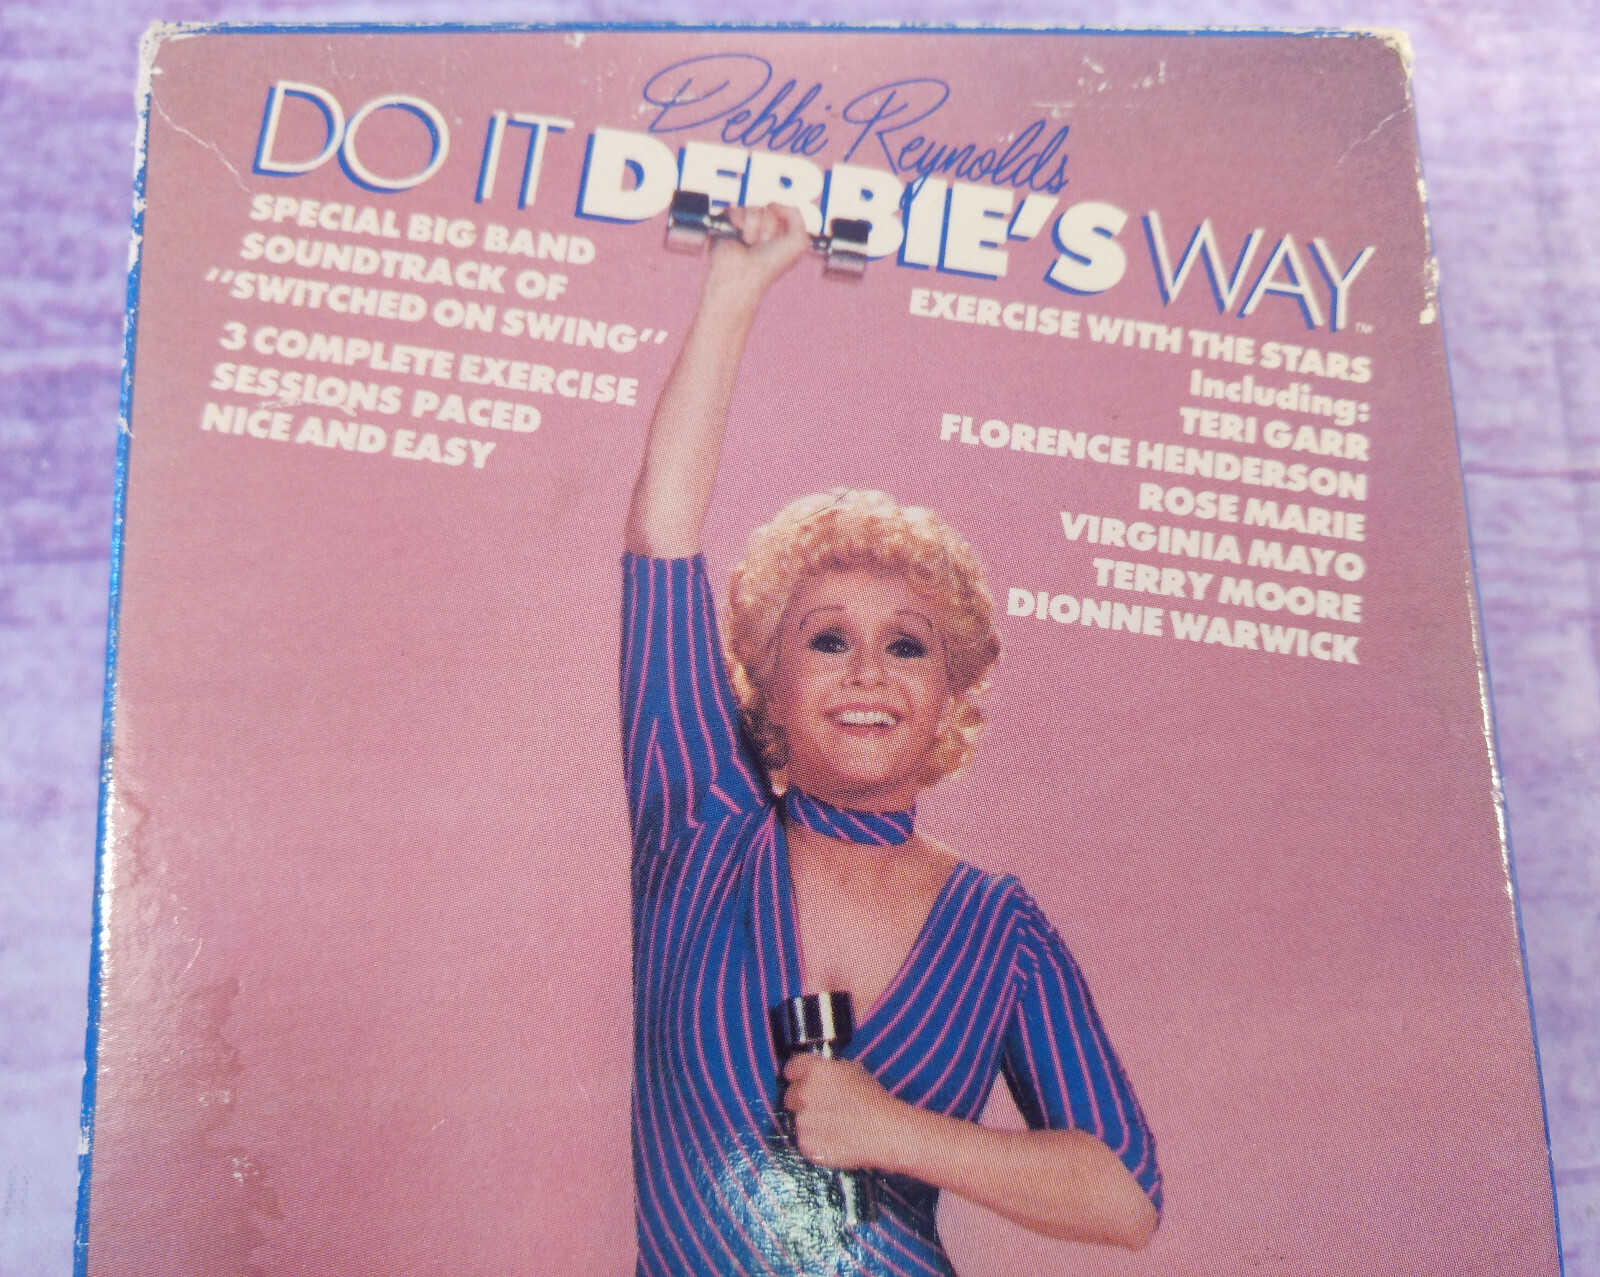 Debbie Reynolds
DO IT DEBBIE'S WAY™
SPECIAL BIG BAND
SOUNDTRACK OF
"SWITCHED ON SWING"
3 COMPLETE EXERCISE
SESSIONS PACED
NICE AND EASY
EXERCISE WITH THE STARS
Including:
TERI GARR
FLORENCE HENDERSON
ROSE MARIE
VIRGINIA MAYO
TERRY MOORE
DIONNE WARWICK